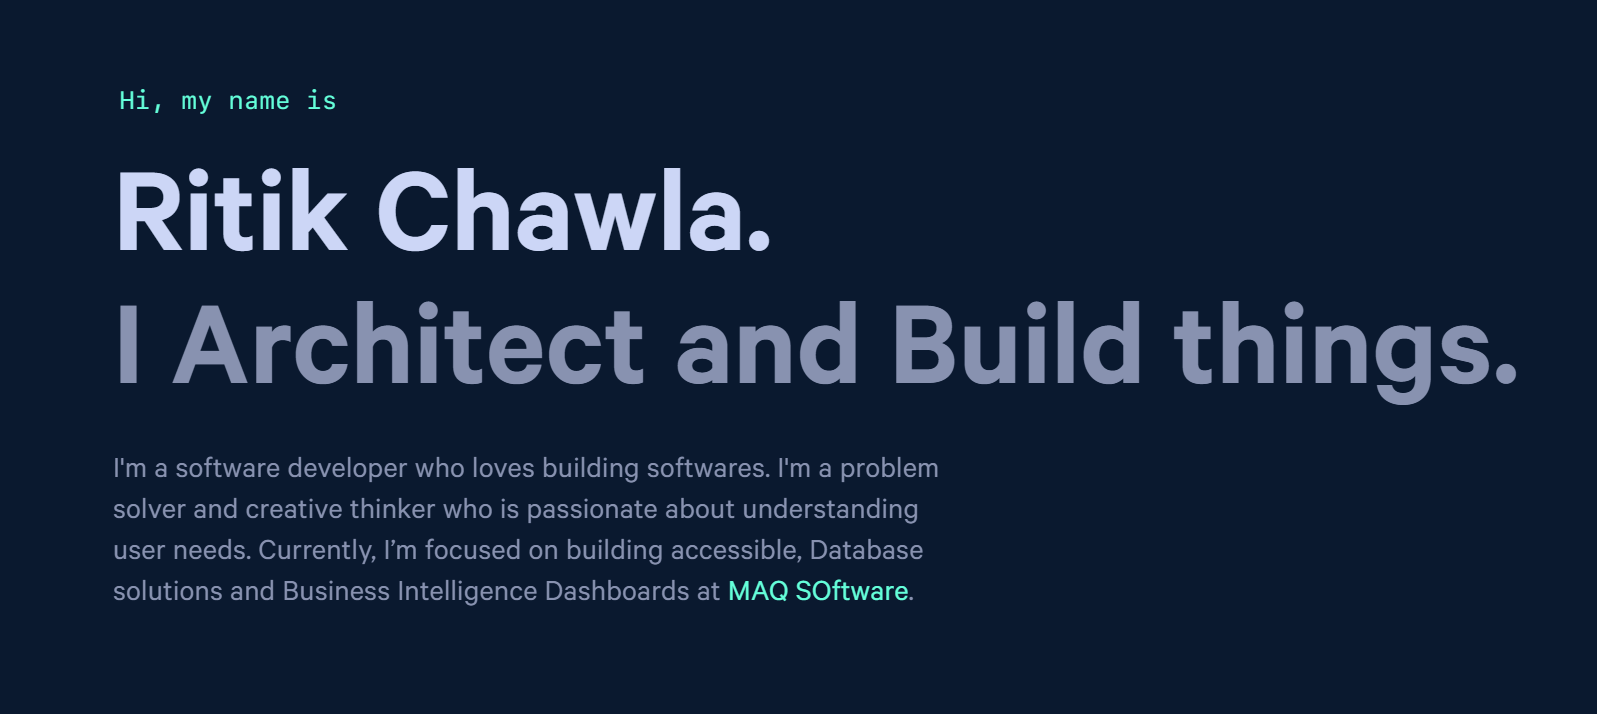 Hi, my name is
Ritik Chawla.
I Architect and Build things.
I'm a software developer who loves building softwares. I'm a problem
solver and creative thinker who is passionate about understanding
user needs. Currently, I’m focused on building accessible, Database
solutions and Business Intelligence Dashboards at MAQ SOftware.